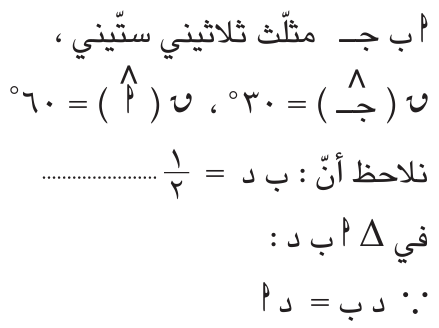 أ ب جـ مثلّث ثلاثيني ستّيني ،
ق ( جـ^ ) = ٣٠° ، ق ( أ^ ) = ٦٠°
نلاحظ أنّ : ب د = ١/٢ .......................
في Δ أ ب د :
∵ د ب = د أ